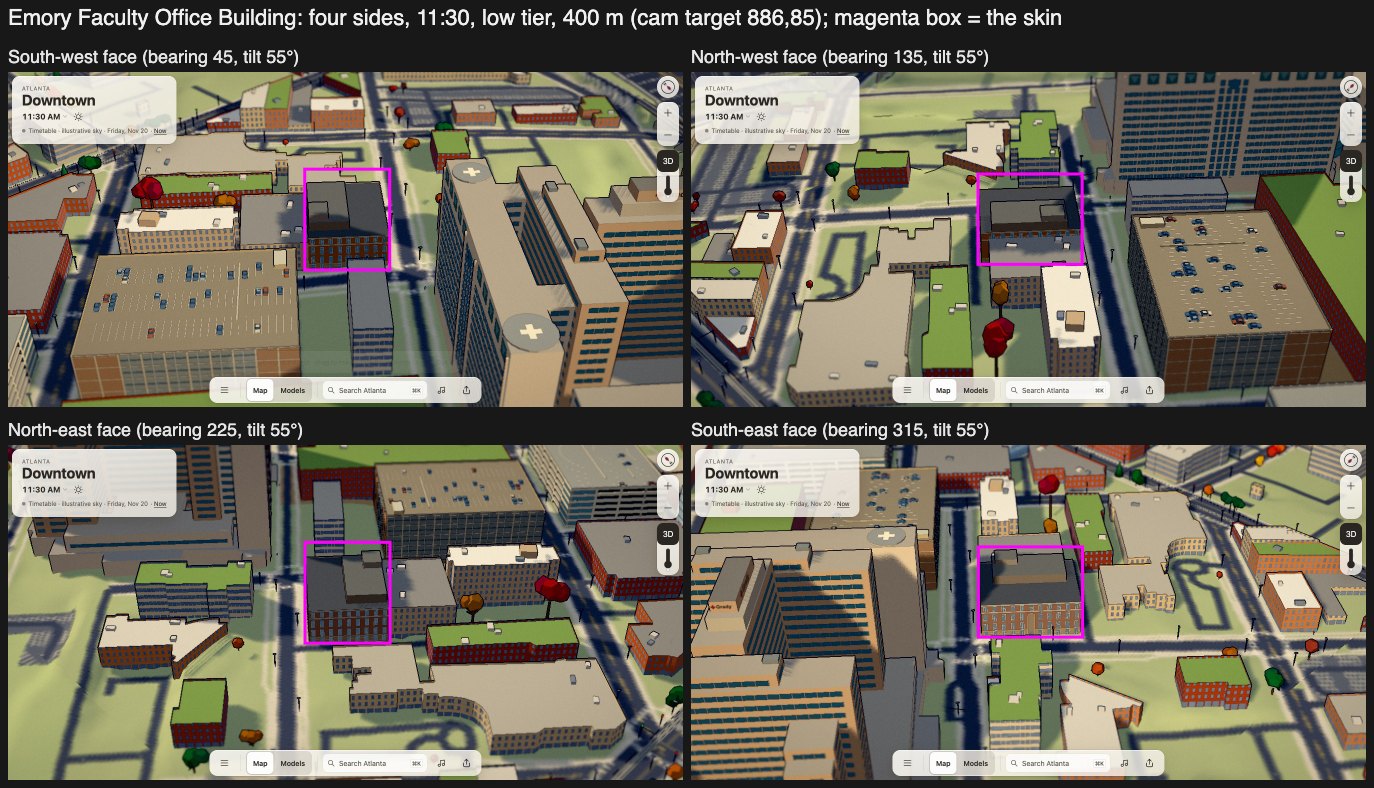 Emory Faculty Office Building: four sides, 11:30, low tier, 400 m (cam target 886,85); magenta box = the skin
South-west face (bearing 45, tilt 55°)
North-west face (bearing 135, tilt 55°)
ATLANTA
Downtown
11:30 AM
Timetable · illustrative sky · Friday, Nov 20 · Now
3D
Map
Models
Search Atlanta
⌘K
ATLANTA
Downtown
11:30 AM
Timetable · illustrative sky · Friday, Nov 20 · Now
3D
Map
Models
Search Atlanta
⌘K
North-east face (bearing 225, tilt 55°)
South-east face (bearing 315, tilt 55°)
ATLANTA
Downtown
11:30 AM
Timetable · illustrative sky · Friday, Nov 20 · Now
3D
Map
Models
Search Atlanta
⌘K
ATLANTA
Downtown
11:30 AM
Timetable · illustrative sky · Friday, Nov 20 · Now
3D
Grady
Map
Models
Search Atlanta
⌘K